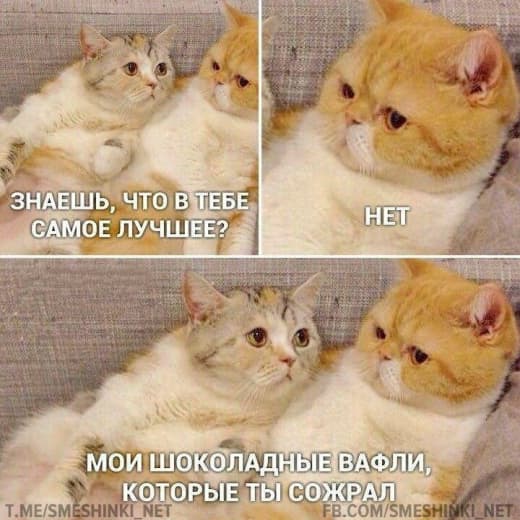 ЗНАЕШЬ, ЧТО В ТЕБЕ
САМОЕ ЛУЧШЕЕ?
НЕТ
МОИ ШОКОЛАДНЫЕ ВАФЛИ,
КОТОРЫЕ ТЫ СОЖРАЛ
T.ME/SMESHINKI_NET
FB.COM/SMESHINKI_NET